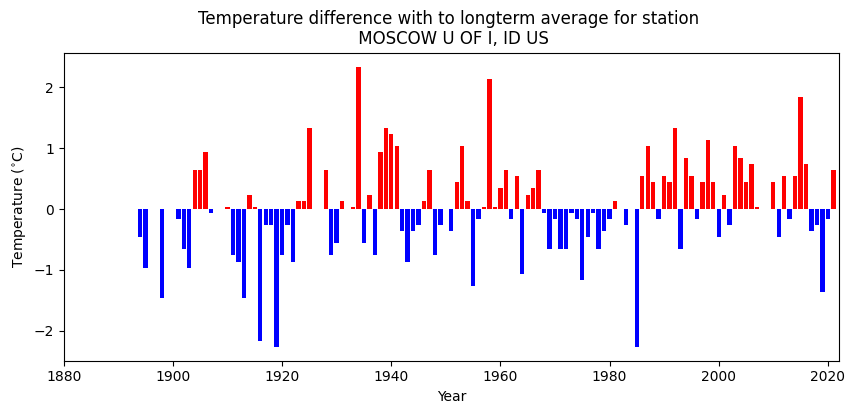 Temperature difference with to longterm average for station
MOSCOW U OF I, ID US
Temperature (°C)
2
1
0
−1
−2
1880 1900 1920 1940 1960 1980 2000 2020
Year